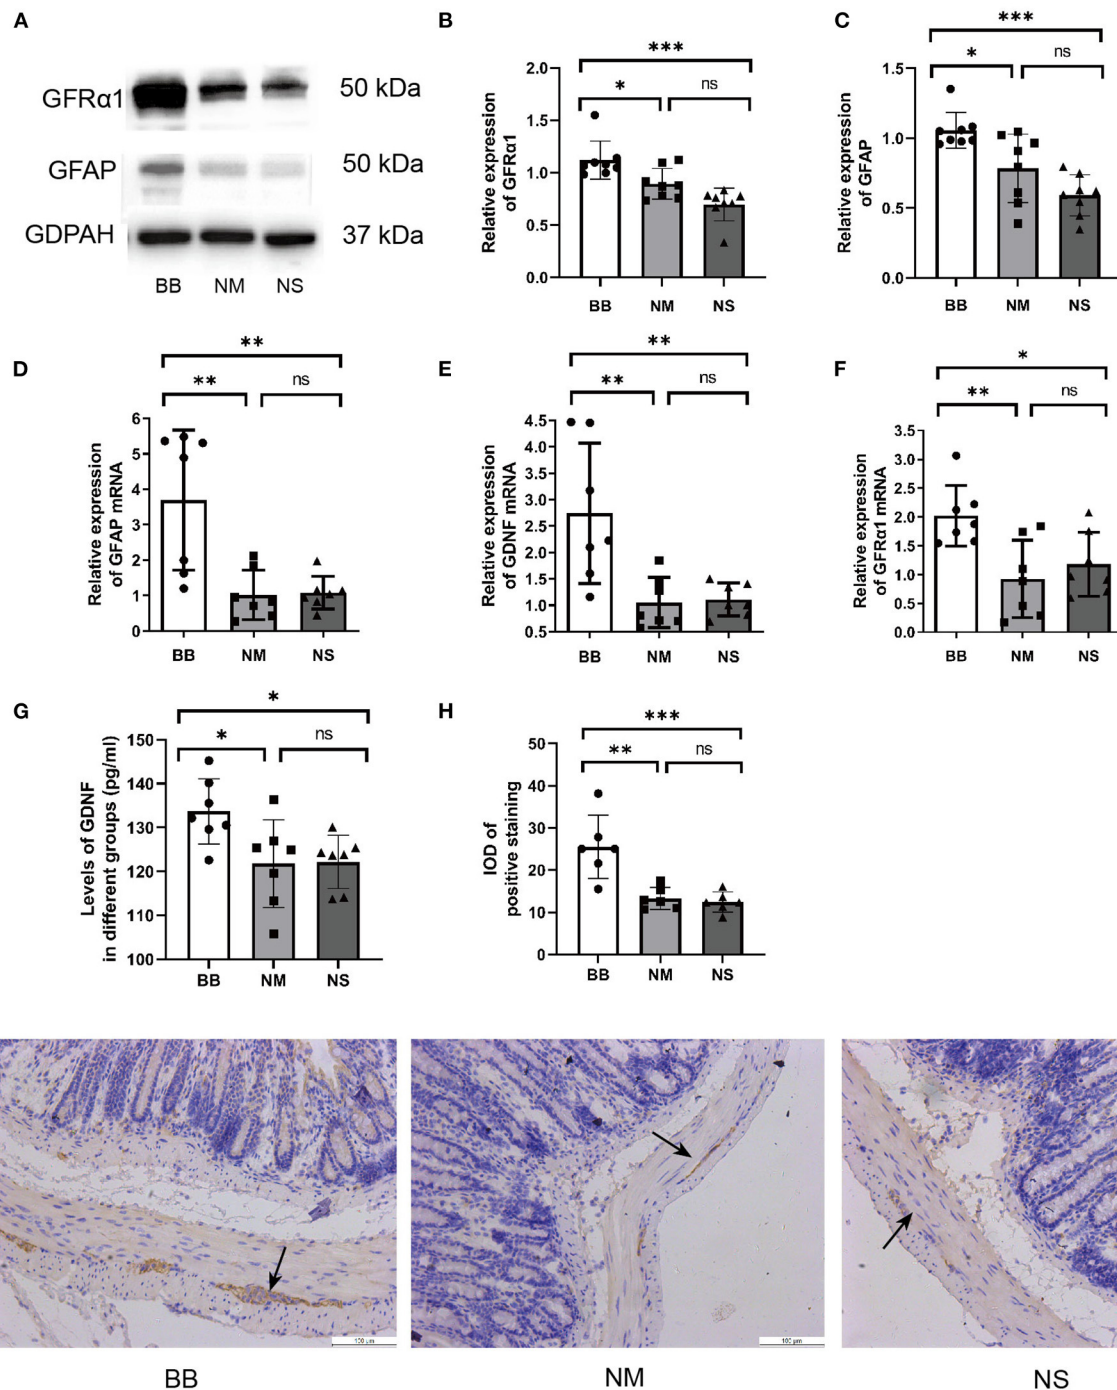 A
GFRα1
50 kDa
GFAP
50 kDa
GDPAH
37 kDa
BB NM NS
B
***
*
ns
Relative expression
of GFRα1
2.0
1.5
1.0
0.5
0.0
BB NM NS
C
***
*
ns
Relative expression
of GFAP
1.5
1.0
0.5
0.0
BB NM NS
D
**
**
ns
Relative expression
of GFAP mRNA
6
5
4
3
2
1
0
BB NM NS
E
**
**
ns
Relative expression
of GDNF mRNA
4.5
4.0
3.5
3.0
2.5
2.0
1.5
1.0
0.5
BB NM NS
F
*
**
ns
Relative expression
of GFRα1 mRNA
3.5
3.0
2.5
2.0
1.5
1.0
0.5
0.0
BB NM NS
G
*
*
ns
Levels of GDNF
in different groups (pg/ml)
150
140
130
120
110
100
BB NM NS
H
***
**
ns
IOD of
positive staining
50
40
30
20
10
0
BB NM NS
100 μm
100 μm
BB
NM
NS